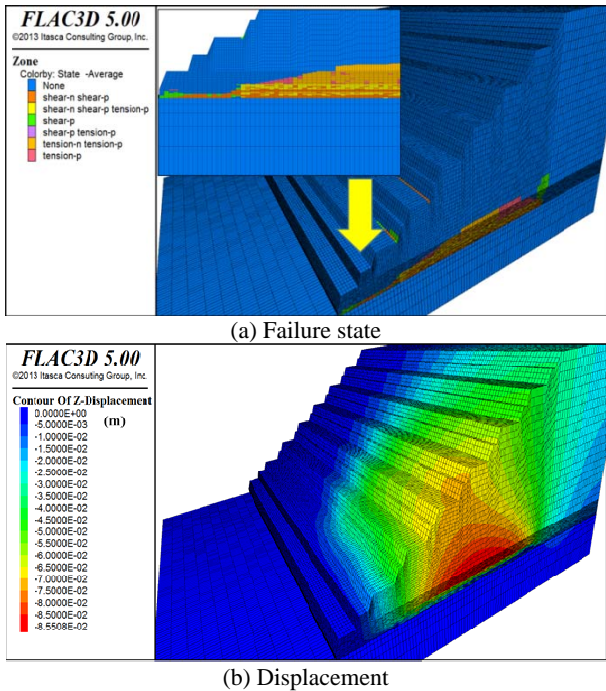 FLAC3D 5.00
©2013 Itasca Consulting Group, Inc.
Zone
Colorby: State -Average
None
shear-n shear-p
shear-n shear-p tension-p
shear-p
shear-p tension-p
tension-n tension-p
tension-p
(a) Failure state
FLAC3D 5.00
©2013 Itasca Consulting Group, Inc.
Contour Of Z-Displacement
(m)
0.0000E+00
-5.0000E-03
-1.0000E-02
-1.5000E-02
-2.0000E-02
-2.5000E-02
-3.0000E-02
-3.5000E-02
-4.0000E-02
-4.5000E-02
-5.0000E-02
-5.5000E-02
-6.0000E-02
-6.5000E-02
-7.0000E-02
-7.5000E-02
-8.0000E-02
-8.5000E-02
-8.5508E-02
(b) Displacement